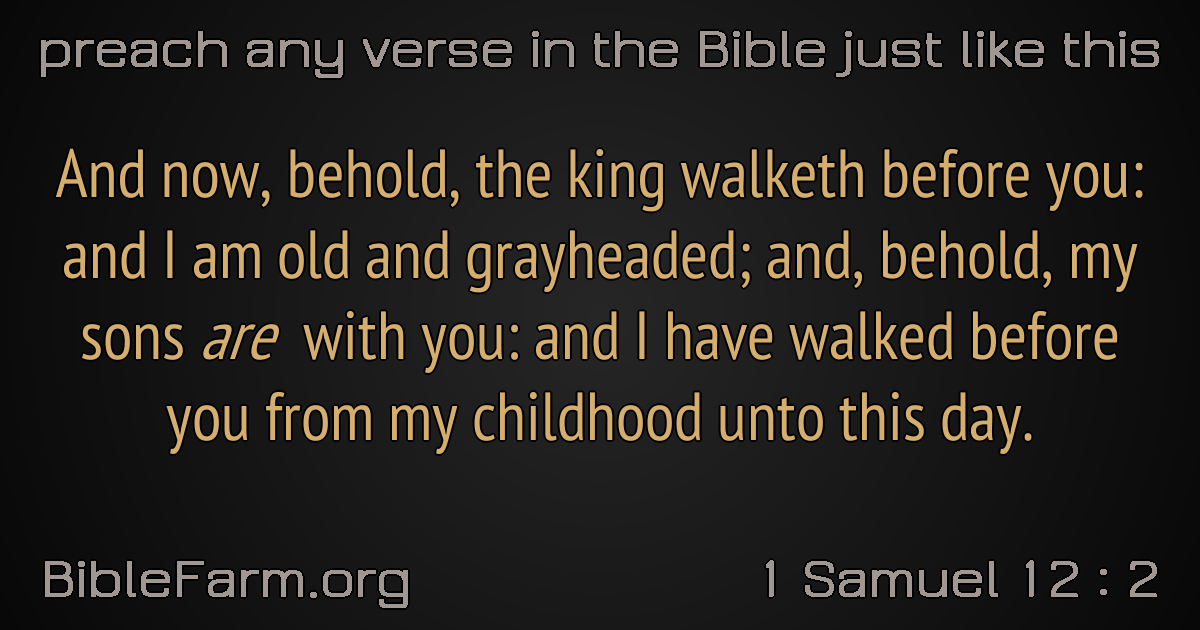 preach any verse in the Bible just like this
And now, behold, the king walketh before you:
and I am old and grayheaded; and, behold, my
sons are with you: and I have walked before
you from my childhood unto this day.
BibleFarm.org
1 Samuel 12 : 2